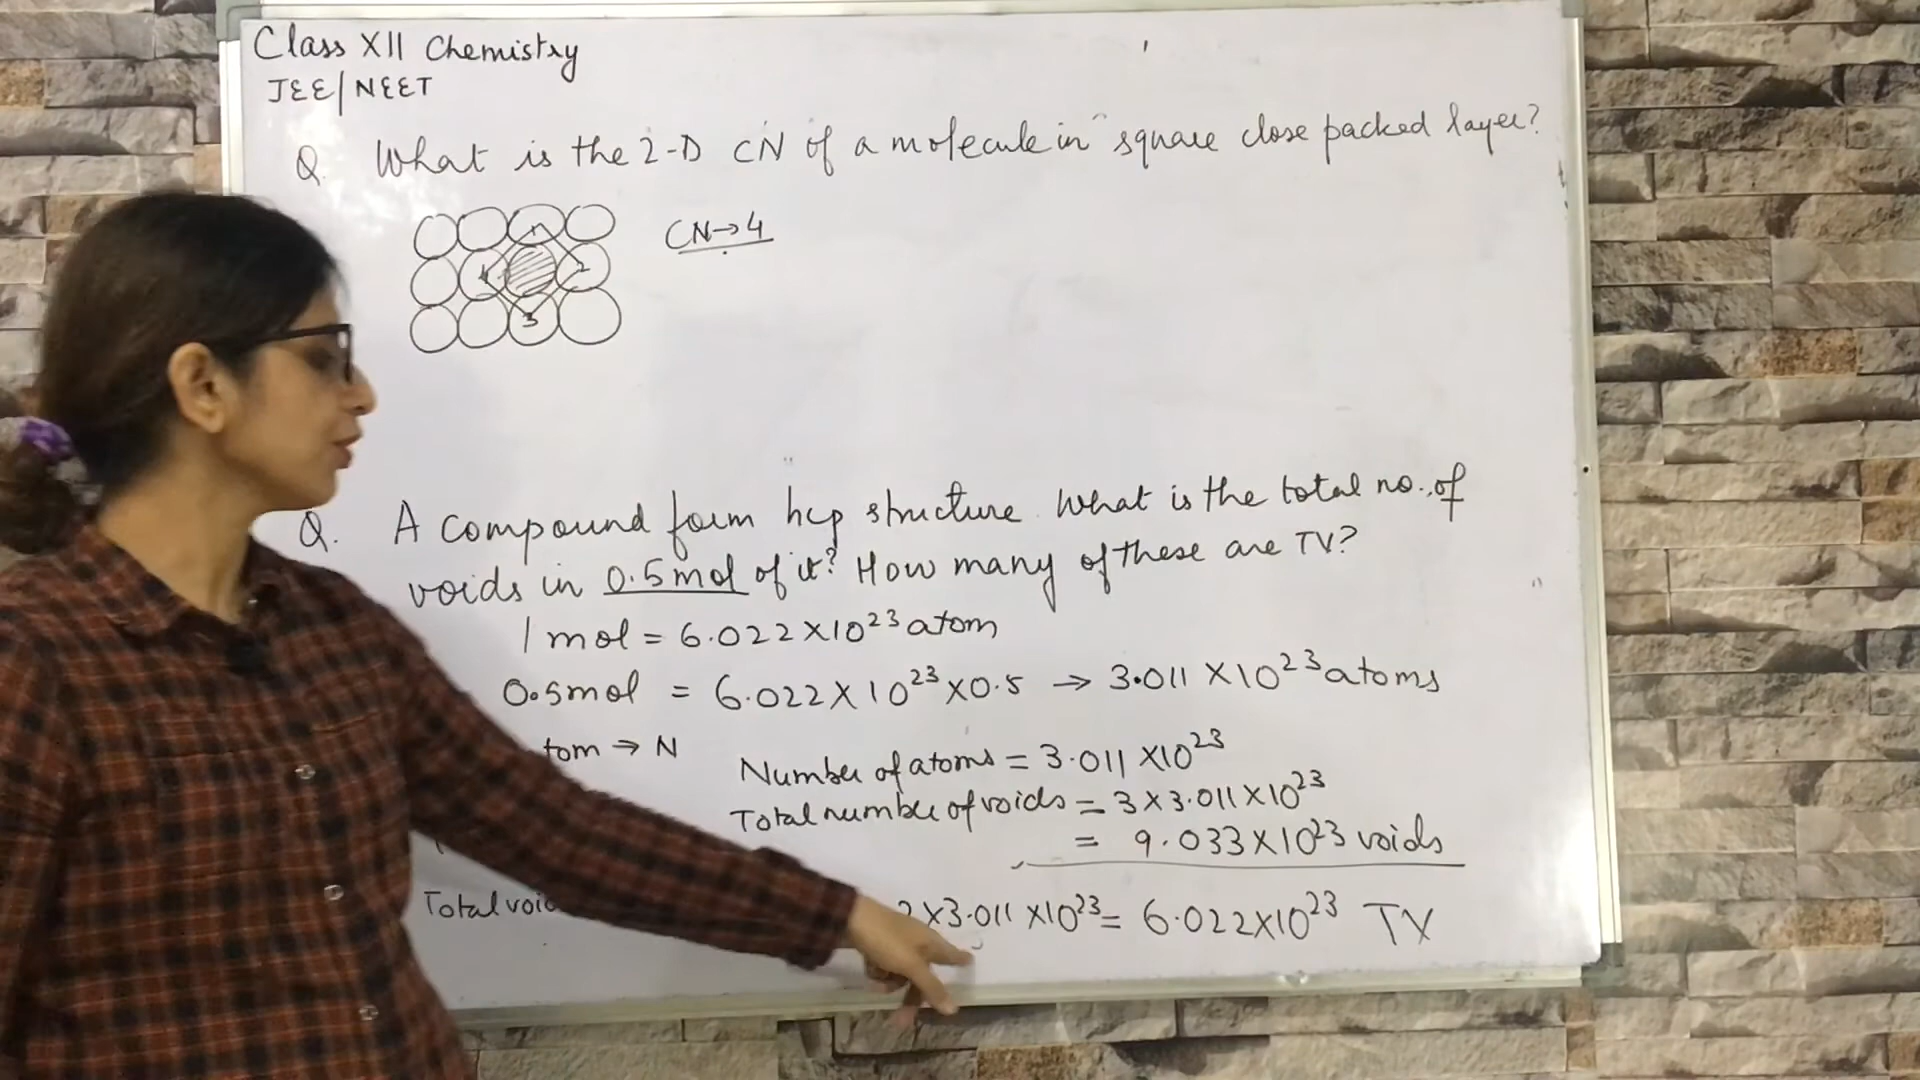 Class XII Chemistry
JEE/NEET
Q. What is the 2-D CN of a molecule in square close packed layer?
CN→4
1
4 2
3
Q. A compound form hcp structure. What is the total no. of
voids in 0.5 mol of it? How many of these are TV?
1 mol = 6.022×10²³ atom
0.5 mol = 6.022×10²³×0.5 → 3.011×10²³ atoms
tom → N
Number of atoms = 3.011×10²³
Total number of voids = 3×3.011×10²³
= 9.033×10²³ voids
Total void
2×3.011×10²³ = 6.022×10²³ TV